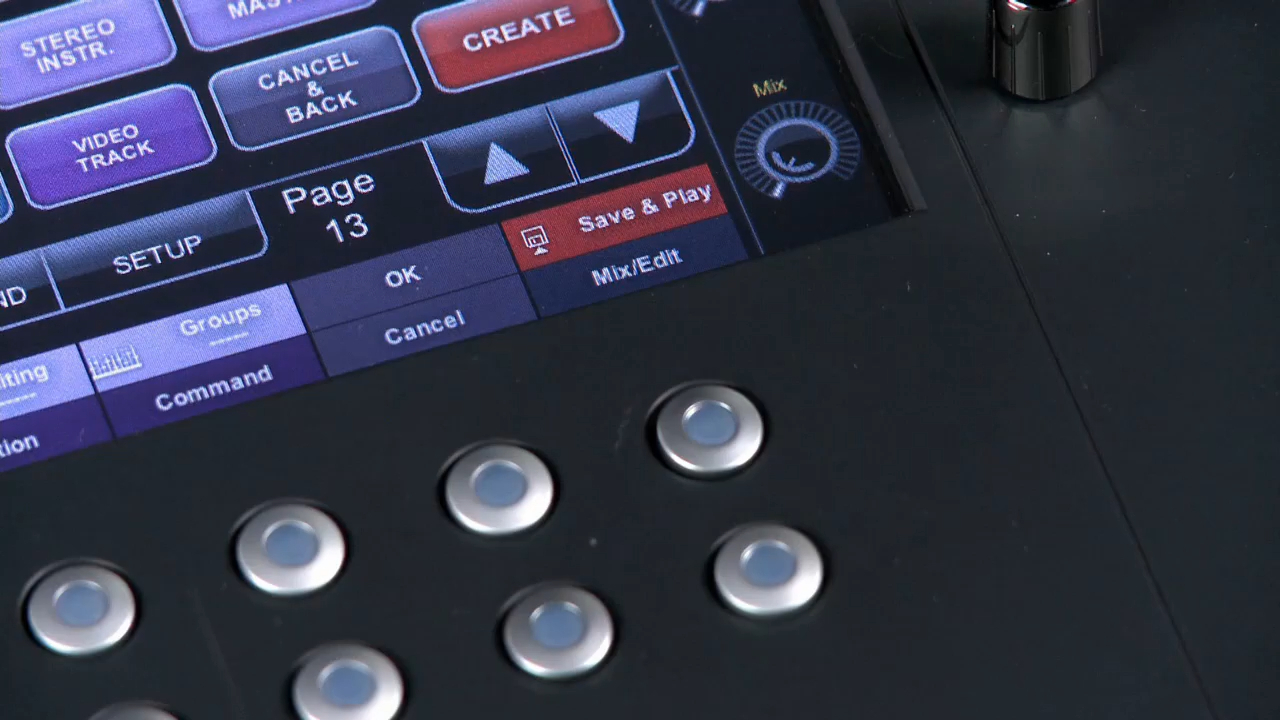 STEREO
INSTR.
CREATE
CANCEL
&
BACK
VIDEO
TRACK
Mix
Page
13
SETUP
Save & Play
Mix/Edit
OK
Cancel
Groups
Command